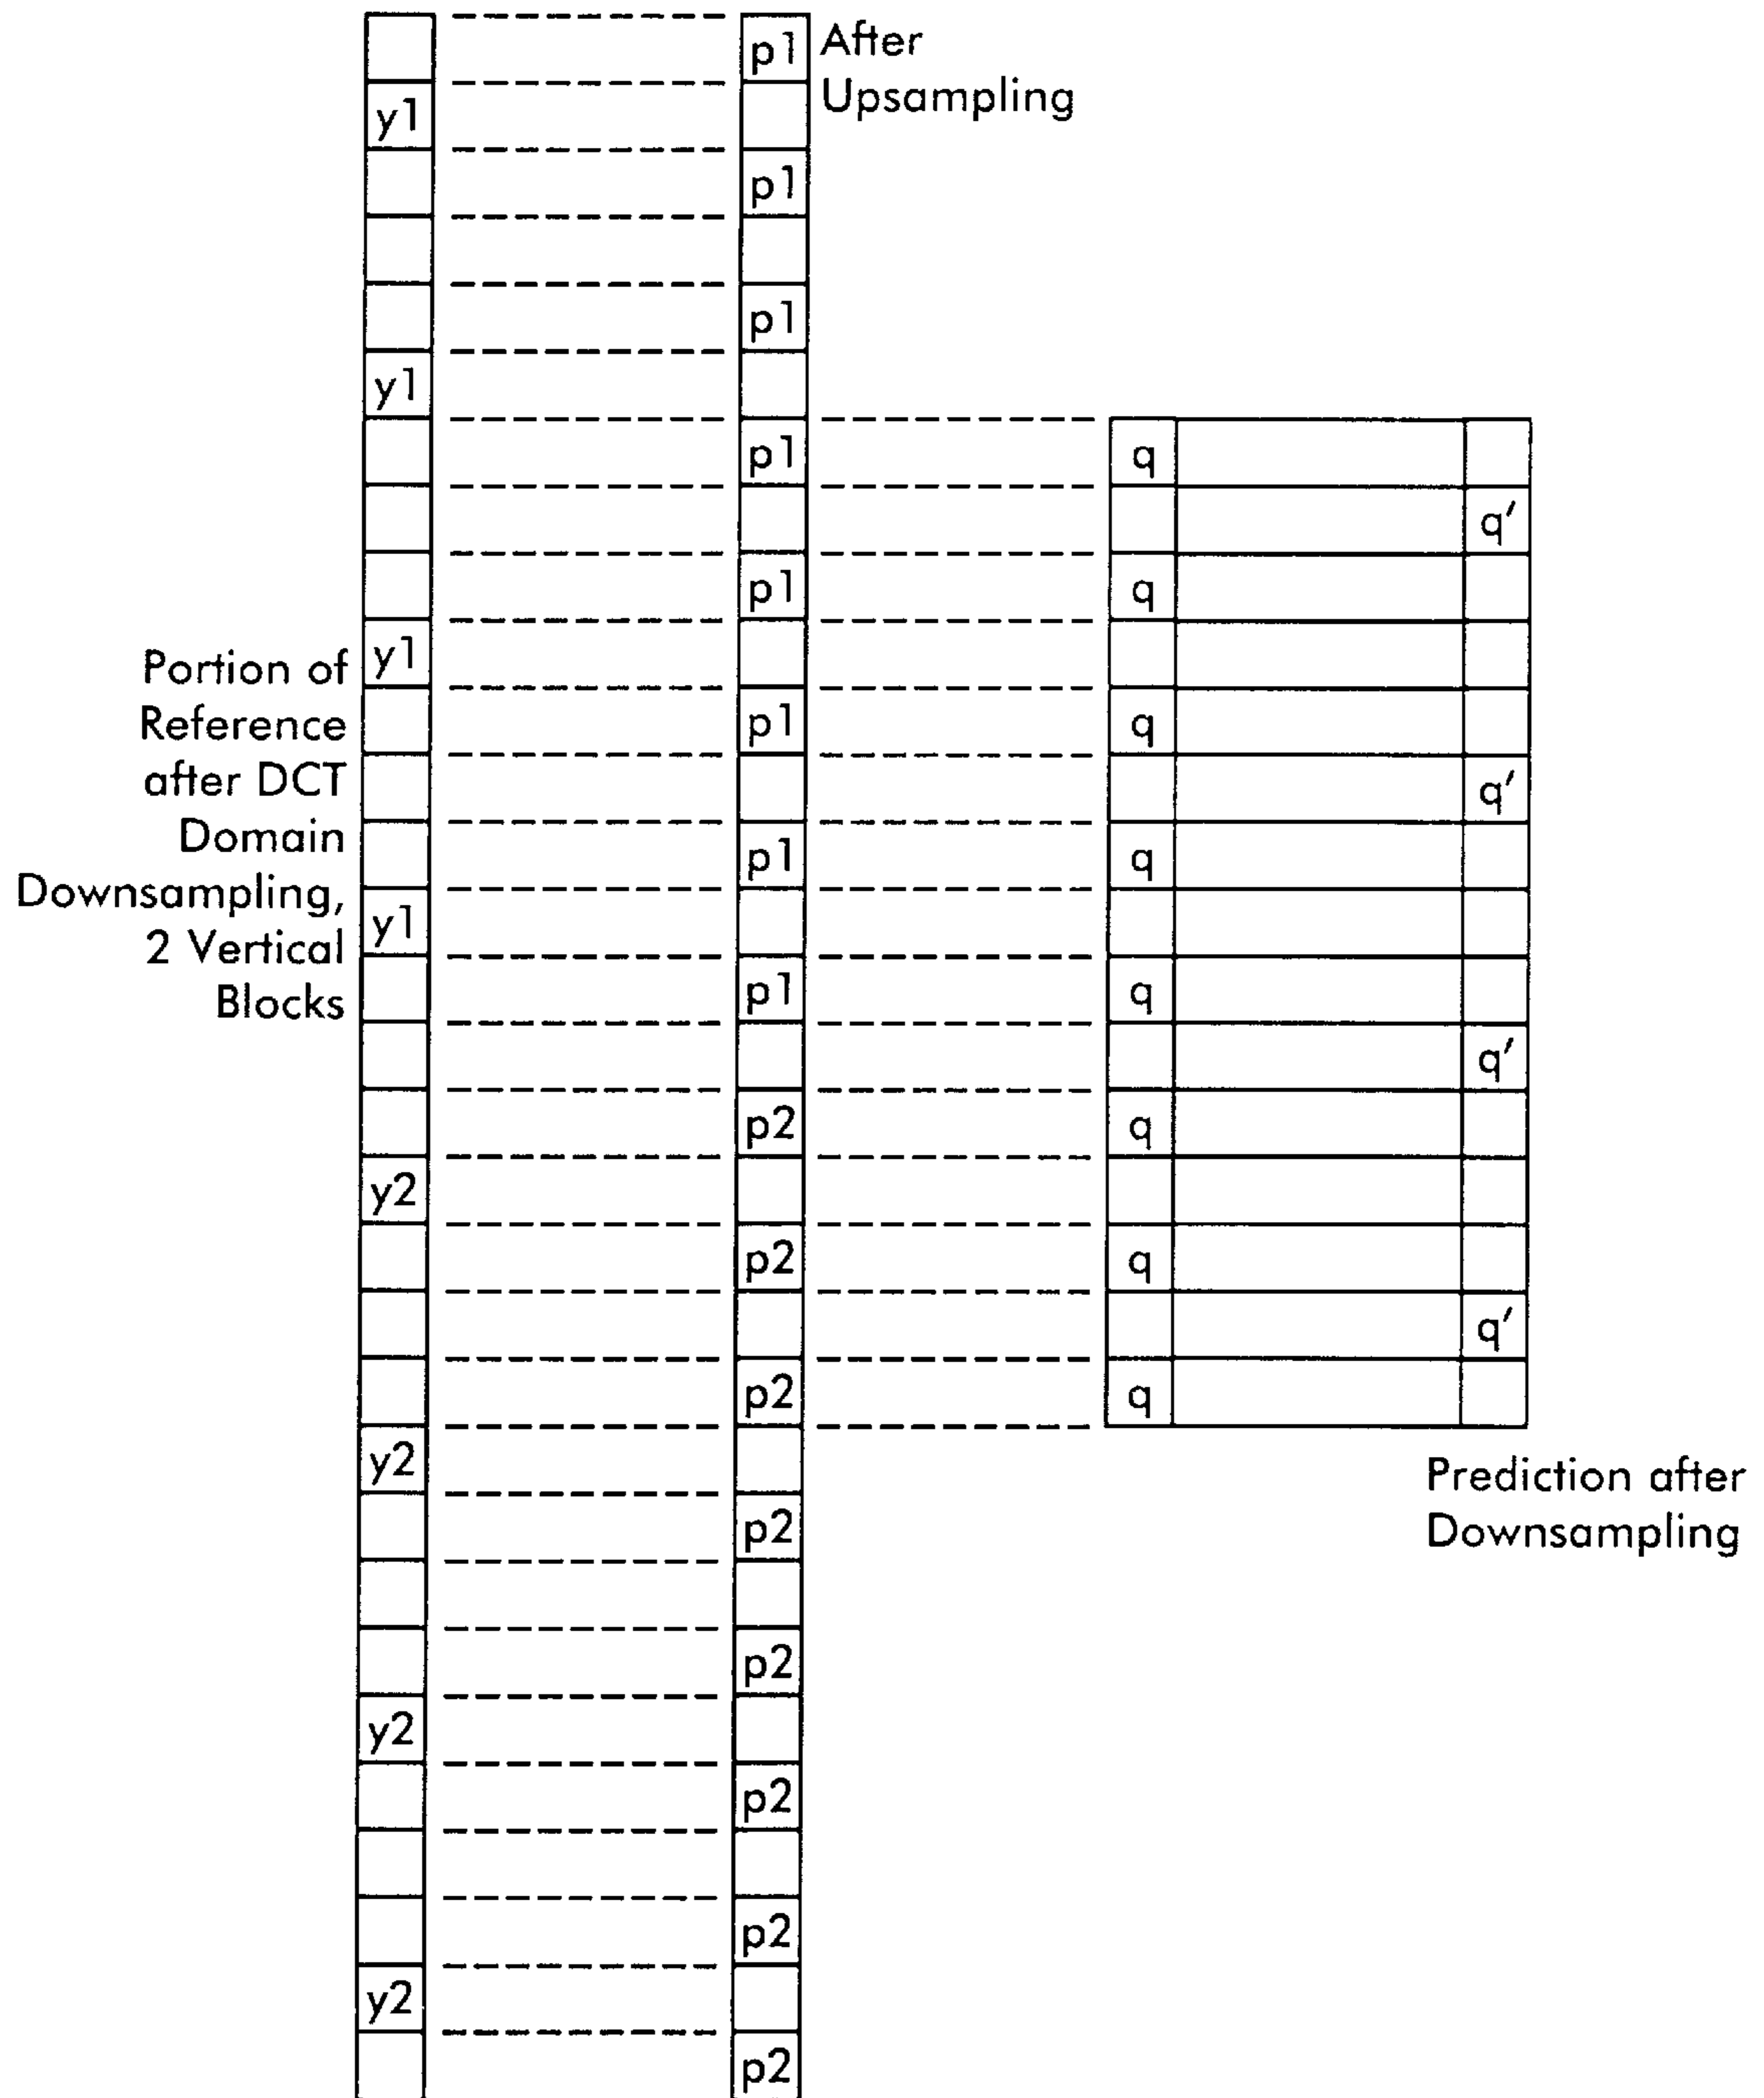 Portion of
Reference
after DCT
Domain
Downsampling,
2 Vertical
Blocks
y1
y1
y1
y1
y2
y2
y2
y2
After
Upsampling
p1
p1
p1
p1
p1
p1
p1
p1
p2
p2
p2
p2
p2
p2
p2
p2
q
q
q
q
q
q
q
q
q′
q′
q′
q′
Prediction after
Downsampling